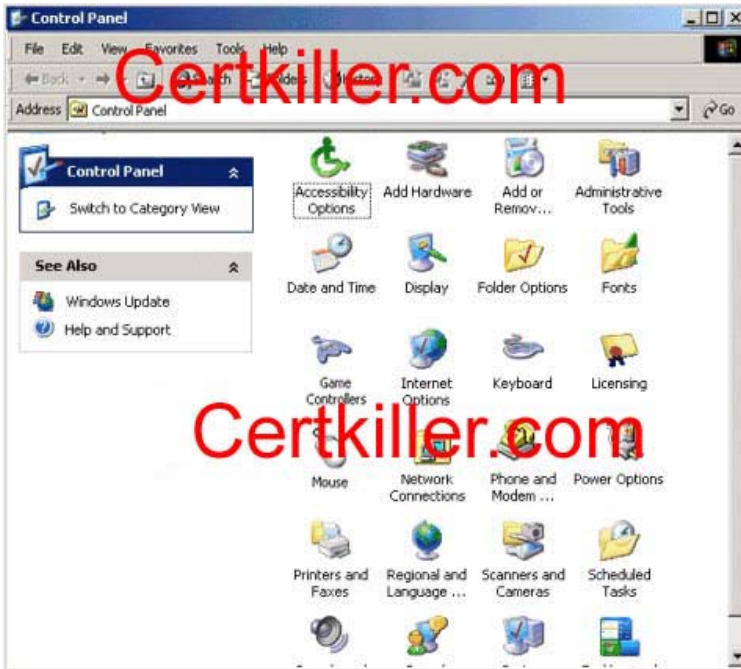 Control Panel
File Edit View Favorites Tools Help
Back Search Folders History
Certkiller.com
Address Control Panel Go
Control Panel
Switch to Category View
See Also
Windows Update
Help and Support
Accessibility Options
Add Hardware
Add or Remov...
Administrative Tools
Date and Time
Display
Folder Options
Fonts
Game Controllers
Internet Options
Keyboard
Licensing
Certkiller.com
Mouse
Network Connections
Phone and Modem ...
Power Options
Printers and Faxes
Regional and Language ...
Scanners and Cameras
Scheduled Tasks